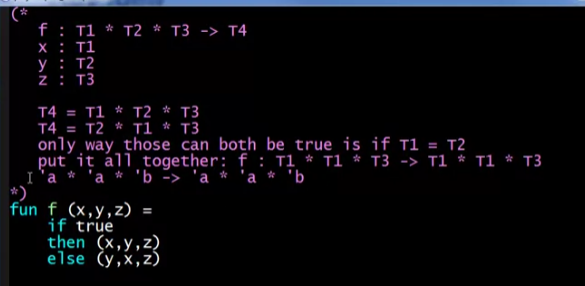 (*
f : T1 * T2 * T3 -> T4
x : T1
y : T2
z : T3
T4 = T1 * T2 * T3
T4 = T2 * T1 * T3
only way those can both be true is if T1 = T2
put it all together: f : T1 * T1 * T3 -> T1 * T1 * T3
'a * 'a * 'b -> 'a * 'a * 'b
*)
fun f (x,y,z) =
if true
then (x,y,z)
else (y,x,z)